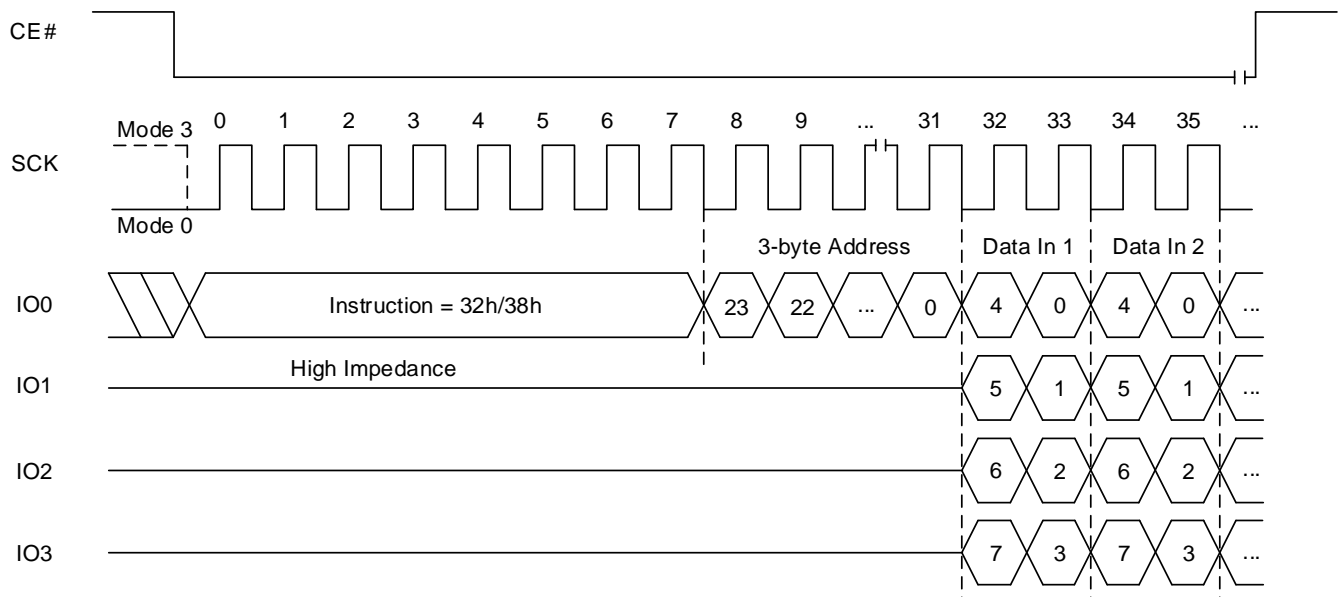 CE#
Mode 3 0 1 2 3 4 5 6 7 8 9 ... 31 32 33 34 35 ...
SCK
Mode 0
3-byte Address Data In 1 Data In 2
IO0 Instruction = 32h/38h 23 22 ... 0 4 0 4 0 ...
High Impedance
IO1 5 1 5 1 ...
IO2 6 2 6 2 ...
IO3 7 3 7 3 ...